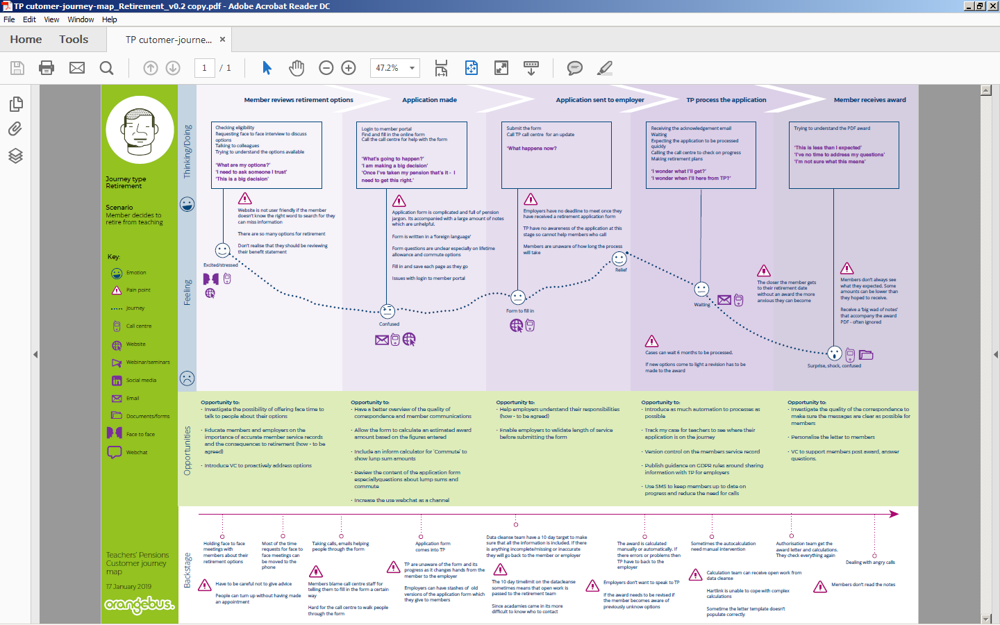 TP cutomer-journey-map_Retirement_v0.2 copy.pdf - Adobe Acrobat Reader DC
File Edit View Window Help
Home Tools TP cutomer-journe... ×
1 / 1 47.2%
Journey type
Retirement
Scenario
Member decides to
retire from teaching
Key:
Emotion
Pain point
Journey
Call centre
Website
Webinar/seminars
Social media
Email
Documents/forms
Face to face
Webchat
Teachers' Pensions
Customer journey
map
17 January 2019
orangebus.
Thinking/Doing
Feeling
Opportunities
Backstage
Member reviews retirement options
Application made
Application sent to employer
TP process the application
Member receives award
Checking eligibility
Requesting face to face interview to discuss
options
Talking to colleagues
Trying to understand the options available
'What are my options?'
'I need to ask someone I trust'
'This is a big decision'
Login to member portal
Find and fill in the online form
Call the call centre for help with the form
'What's going to happen?'
'I am making a big decision'
'Once I've taken my pension that's it - I
need to get this right.'
Submit the form
Call TP call centre for an update
'What happens now?
Receiving the acknowledgement email
Waiting
Expecting the application to be processed
quickly
Calling the call centre to check on progress
Making retirement plans
'I wonder what I'll get?'
'I wonder when I'll here from TP?'
Trying to understand the PDF award
'This is less than I expected'
'I've no time to address my questions'
'I'm not sure what this means'
Website is not user friendly if the member
doesn't know the right word to search for they
can miss information
There are so many options for retirement
Don't realise that they should be reviewing
their benefit statement
Excited/stressed
Application form is complicated and full of pension
jargon. Its accompanied with a large amount of notes
which are unhelpful.
Form is written in a 'foreign language'
Form questions are unclear especially on lifetime
allowance and commute options
Fill in and save each page as they go
Issues with login to member portal
Confused
Employers have no deadline to meet once they
have received a retirement application form
TP have no awareness of the application at this
stage so cannot help members who call
Members are unaware of how long the process
will take
Form to fill in
Relief
Waiting
The closer the member gets
to their retirement date
without an award the more
anxious they can become
Cases can wait 6 months to be processed.
If new options come to light a revision has to be
made to the award
Members don't always see
what they expected. Some
amounts can be lower than
they hoped to receive.
Receive a 'big wad of notes'
that accompany the award
PDF - often ignored
Surprise, shock, confused
Opportunity to:
· Investigate the possibility of offering face time to
talk to people about their options
· Educate members and employers on the
importance of accurate member service records
and the consequences to retirement (how - to be
agreed)
· Introduce VC to proactively address options
Opportunity to:
· Have a better overview of the quality of
correspondence and member communications
· Allow the form to calculate an estimated award
amount based on the figures entered
· Include an inform calculator for 'Commute' to
show lunp sum amounts
· Review the content of the application form
especiallyquestions about lump sums and
commute
· Increase the use webchat as a channel
Opportunity to:
· Help employers understand their responsibilities
(how - to be agreed)
· Enable employers to validate length of service
before submitting the form
Opportunity to:
· Introduce as much automation to processes as
possible
· Track my case for teachers to see where their
application is on the journey
· Version control on the members service record
· Publish guidance on GDPR rules around sharing
information with TP for employers
· Use SMS to keep members up to date on
progress and reduce the need for calls
Opportunity to:
· Investigate the quality of the correspondence to
make sure the messages are clear as possible for
members
· Personalise the letter to members
· VC to support members post award, answer
questions.
Holding face to face
meetings with
members about their
retirement options
Most of the time
requests for face to
face meetings can
be moved to the
phone
Have to be careful not to give advice
People can turn up without having made
an appointment
Taking calls, emails helping
people through the form
Members blame call centre staff for
telling them to fill in the form a certain
way
Hard for the call centre to walk people
through the form
Application form
comes into TP
TP are unaware of the form and its
progress as it changes hands from the
member to the employer
Employers can have stashes of old
versions of the application form which
they give to members
Data cleanse team have a 10 day target to make
sure that all the information is included. If there
is anything incomplete/missing or inaccurate
they will go back to the member or employer
The 10 day timelimit on the datacleanse
sometimes means that open work is
passed to the retirement team
Since acadamies came in its more
difficult to know who to contact
The award is calculated
manually or automatically. If
there errors or problems then
TP have to back to the
employer
Employers don't want to speak to TP
If the award needs to be revised if
the member becomes aware of
previously unknow options
Sometimes the autocalculation
need manual intervention
Calculation team can receive open work from
data cleanse
Hartlink is unable to cope with complex
calculations
Sometime the letter template doesn't
populate correctly
Authorisation team get the
award letter and calculations.
They check everything again
Dealing with angry calls
Members don't read the notes